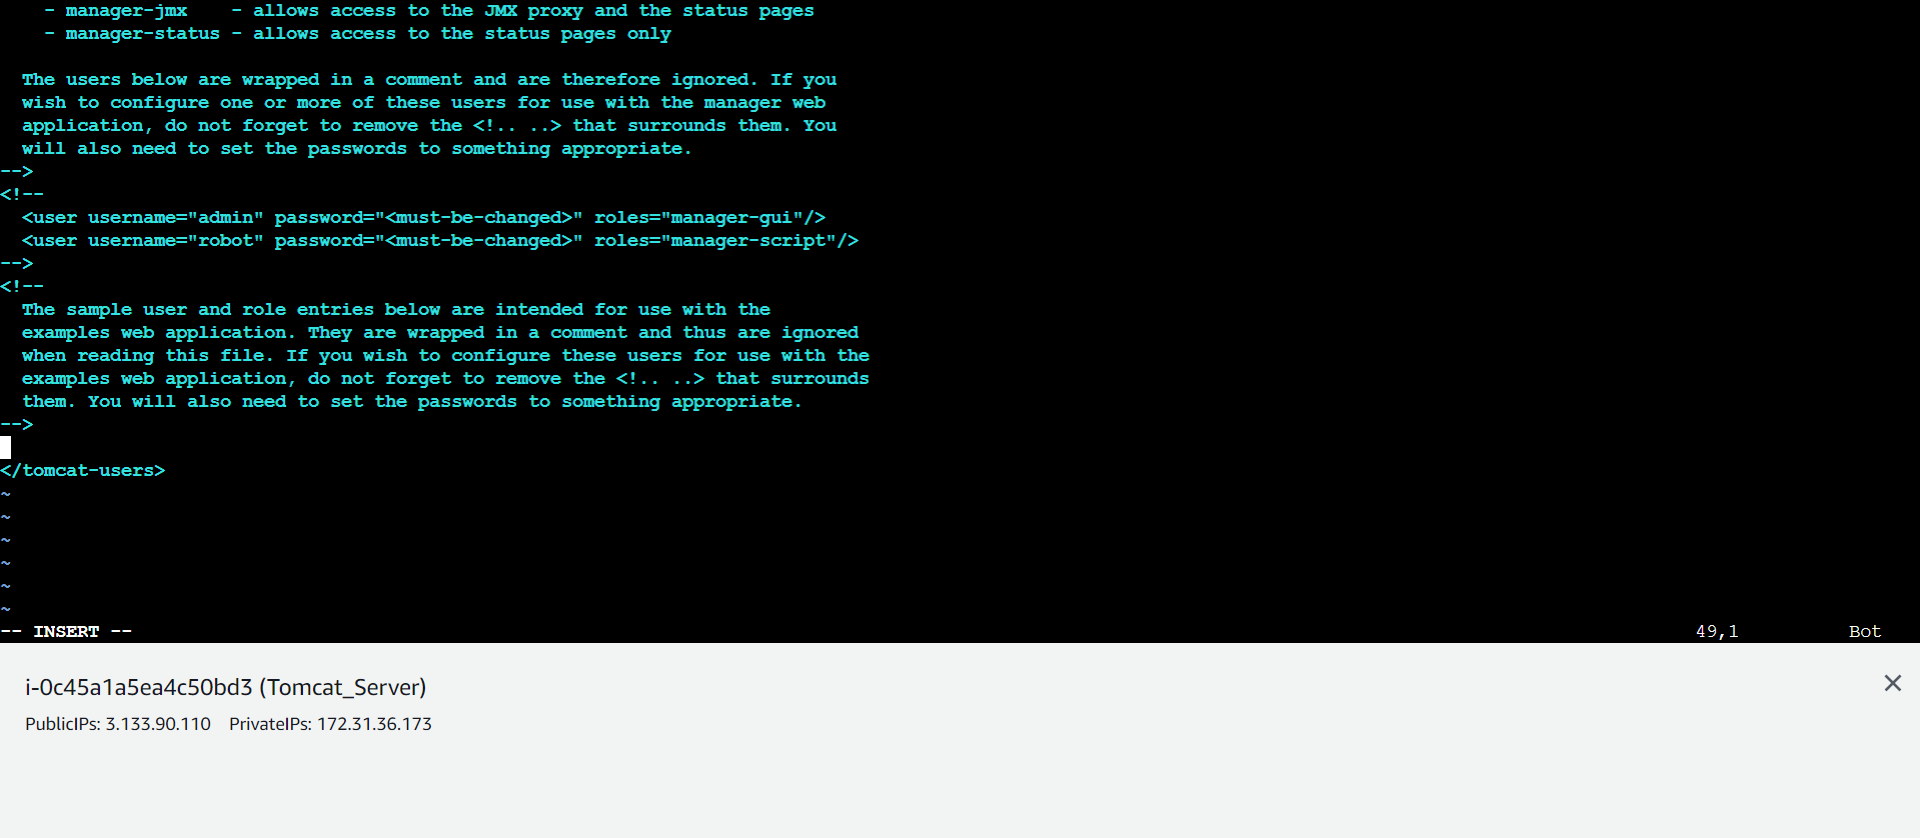 - manager-jmx    - allows access to the JMX proxy and the status pages
    - manager-status - allows access to the status pages only

  The users below are wrapped in a comment and are therefore ignored. If you
  wish to configure one or more of these users for use with the manager web
  application, do not forget to remove the <!.. ..> that surrounds them. You
  will also need to set the passwords to something appropriate.
-->
<!--
  <user username="admin" password="<must-be-changed>" roles="manager-gui"/>
  <user username="robot" password="<must-be-changed>" roles="manager-script"/>
-->
<!--
  The sample user and role entries below are intended for use with the
  examples web application. They are wrapped in a comment and thus are ignored
  when reading this file. If you wish to configure these users for use with the
  examples web application, do not forget to remove the <!.. ..> that surrounds
  them. You will also need to set the passwords to something appropriate.
-->

</tomcat-users>
~
~
~
~
~
~
-- INSERT --    49,1    Bot
i-0c45a1a5ea4c50bd3 (Tomcat_Server)
PublicIPs: 3.133.90.110    PrivateIPs: 172.31.36.173